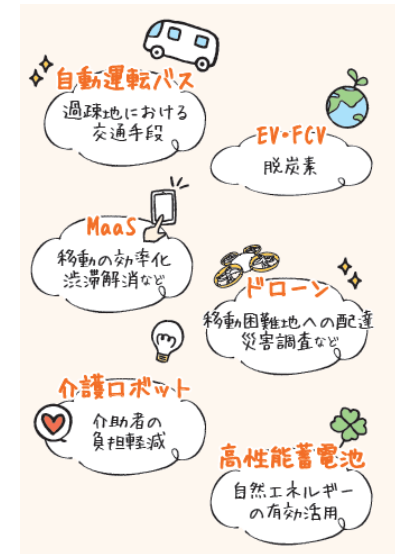 自動運転バス
過疎地における
交通手段
EV・FCV
脱炭素
MaaS
移動の効率化
渋滞解消など
ドローン
移動困難地への配達
災害調査など
介護ロボット
介助者の
負担軽減
高性能蓄電池
自然エネルギー
の有効活用